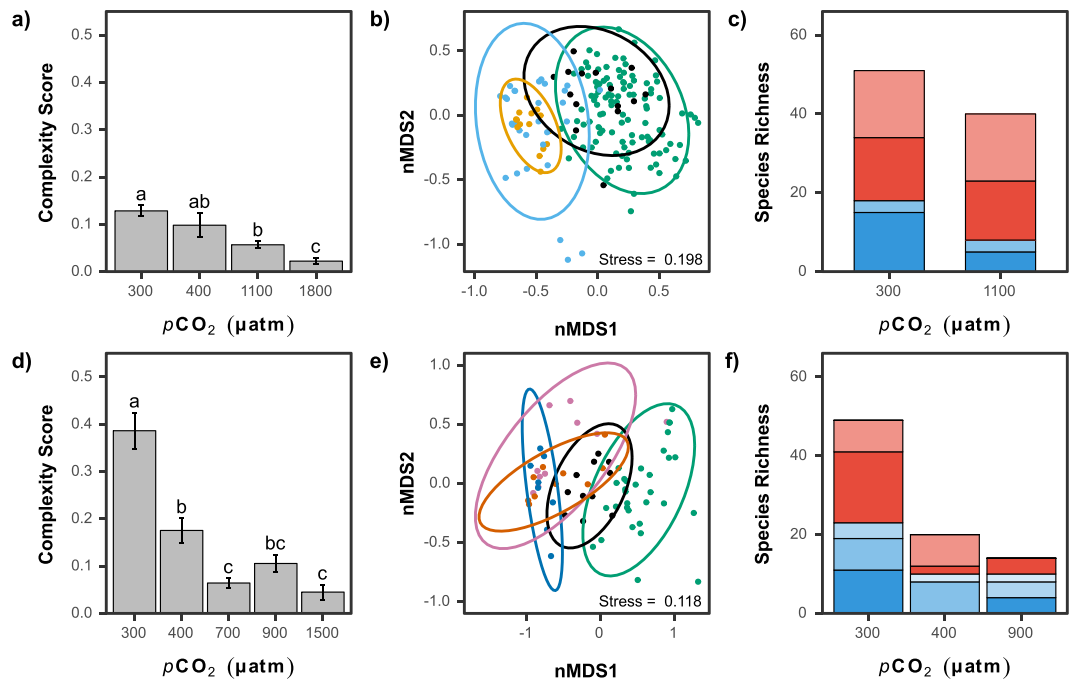 a)
Complexity Score
0.5
0.4
0.3
0.2
0.1
0.0
a
ab
b
c
300 400 1100 1800
pCO₂ (µatm)
b)
nMDS2
0.5
0.0
-0.5
-1.0
Stress = 0.198
-1.0 -0.5 0.0 0.5
nMDS1
c)
Species Richness
60
40
20
0
300 1100
pCO₂ (µatm)
d)
Complexity Score
0.5
0.4
0.3
0.2
0.1
0.0
a
b
c
bc
c
300 400 700 900 1500
pCO₂ (µatm)
e)
nMDS2
1.0
0.5
0.0
-0.5
-1.0
Stress = 0.118
-1 0 1
nMDS1
f)
Species Richness
60
40
20
0
300 400 900
pCO₂ (µatm)